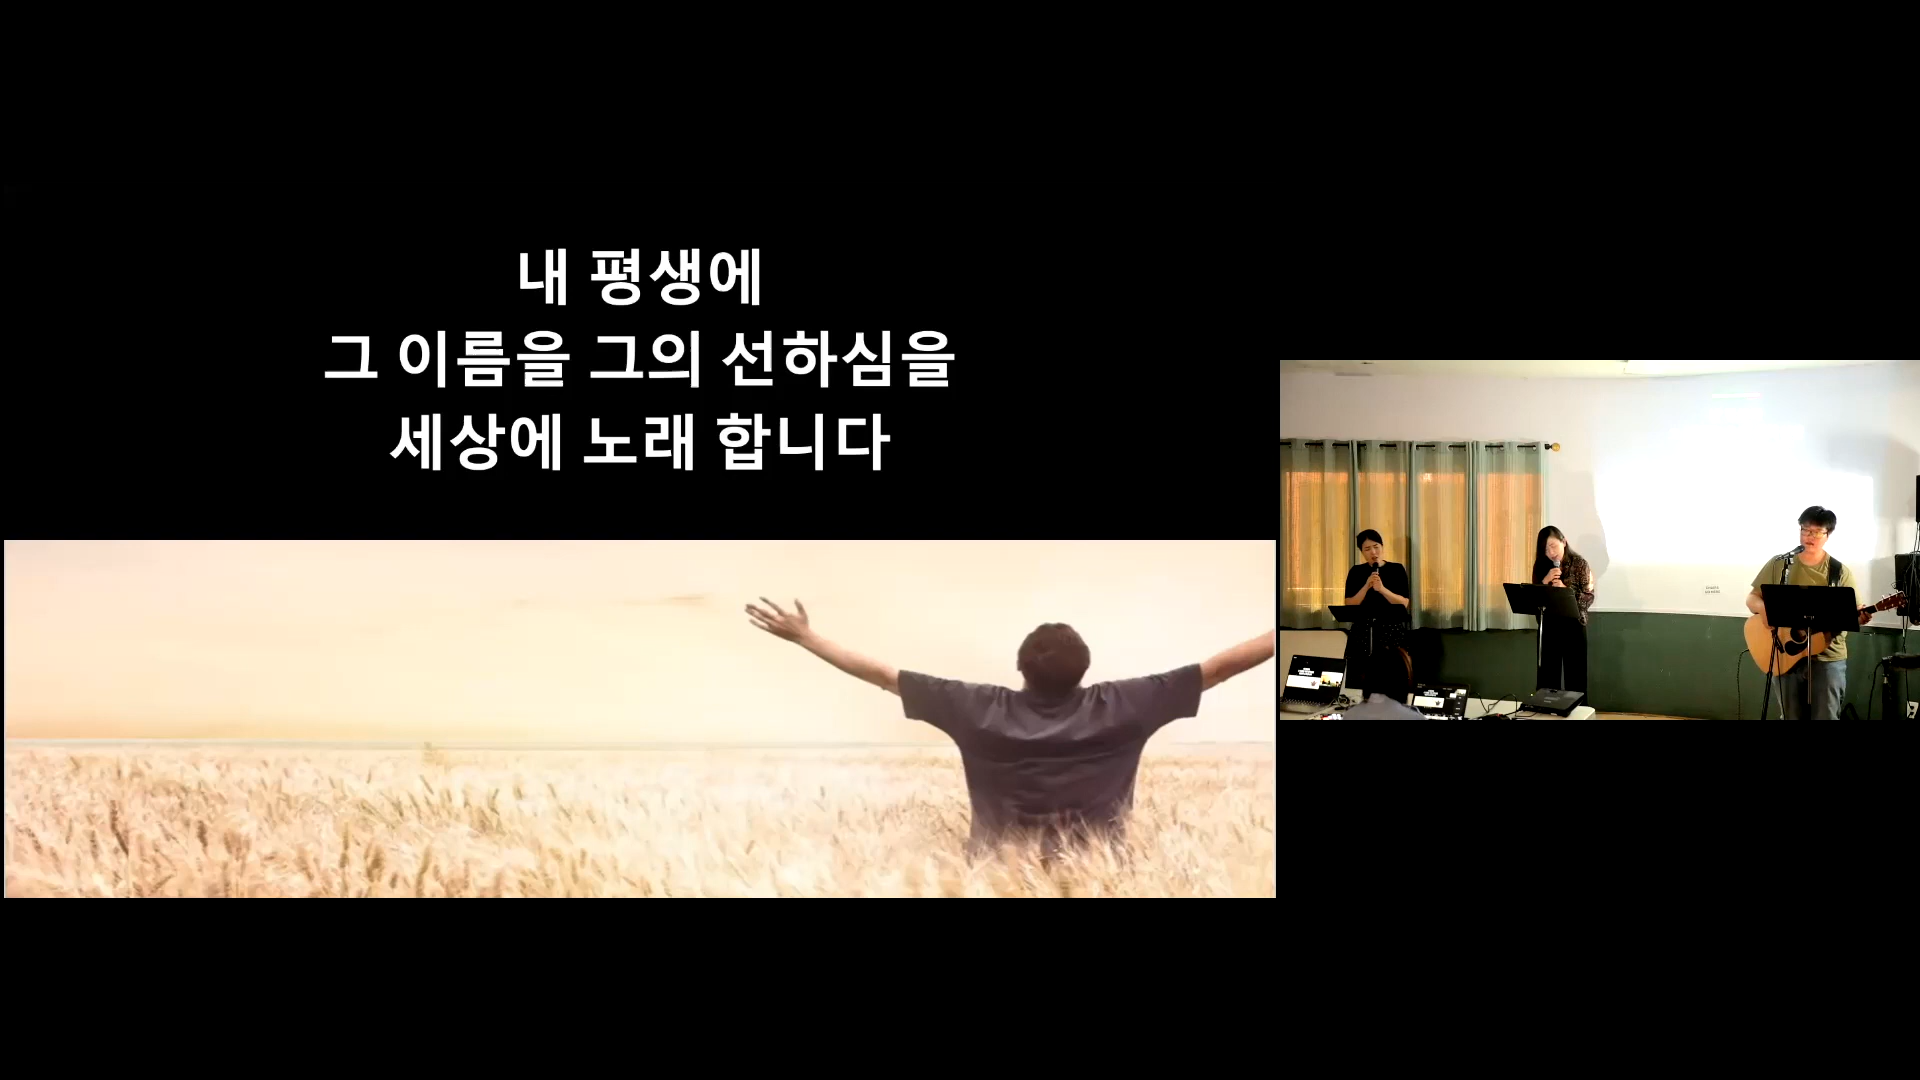 내 평생에
그 이름을 그의 선하심을
세상에 노래 합니다